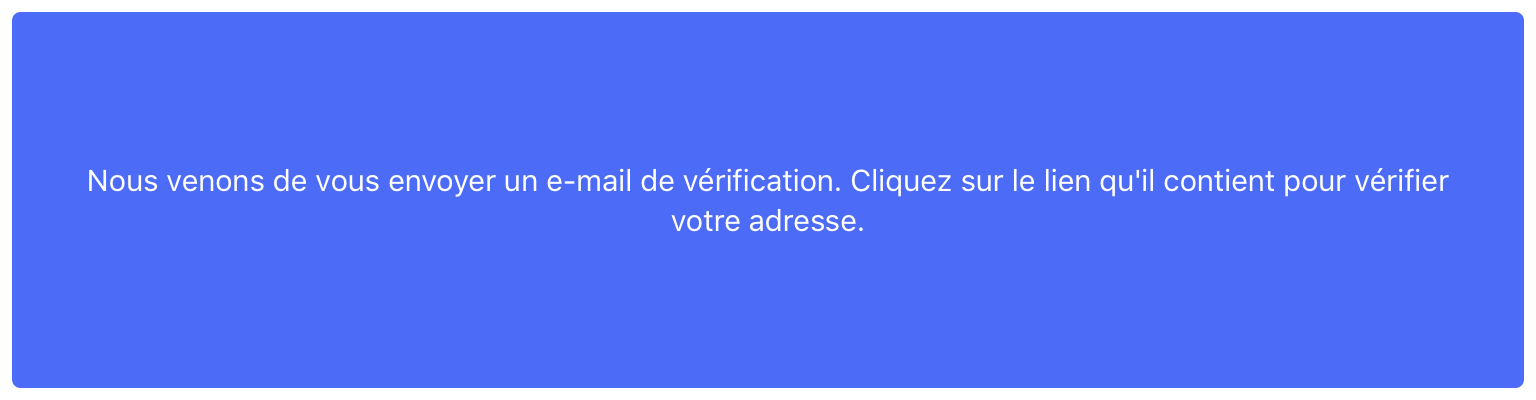 Nous venons de vous envoyer un e-mail de vérification. Cliquez sur le lien qu'il contient pour vérifier
votre adresse.